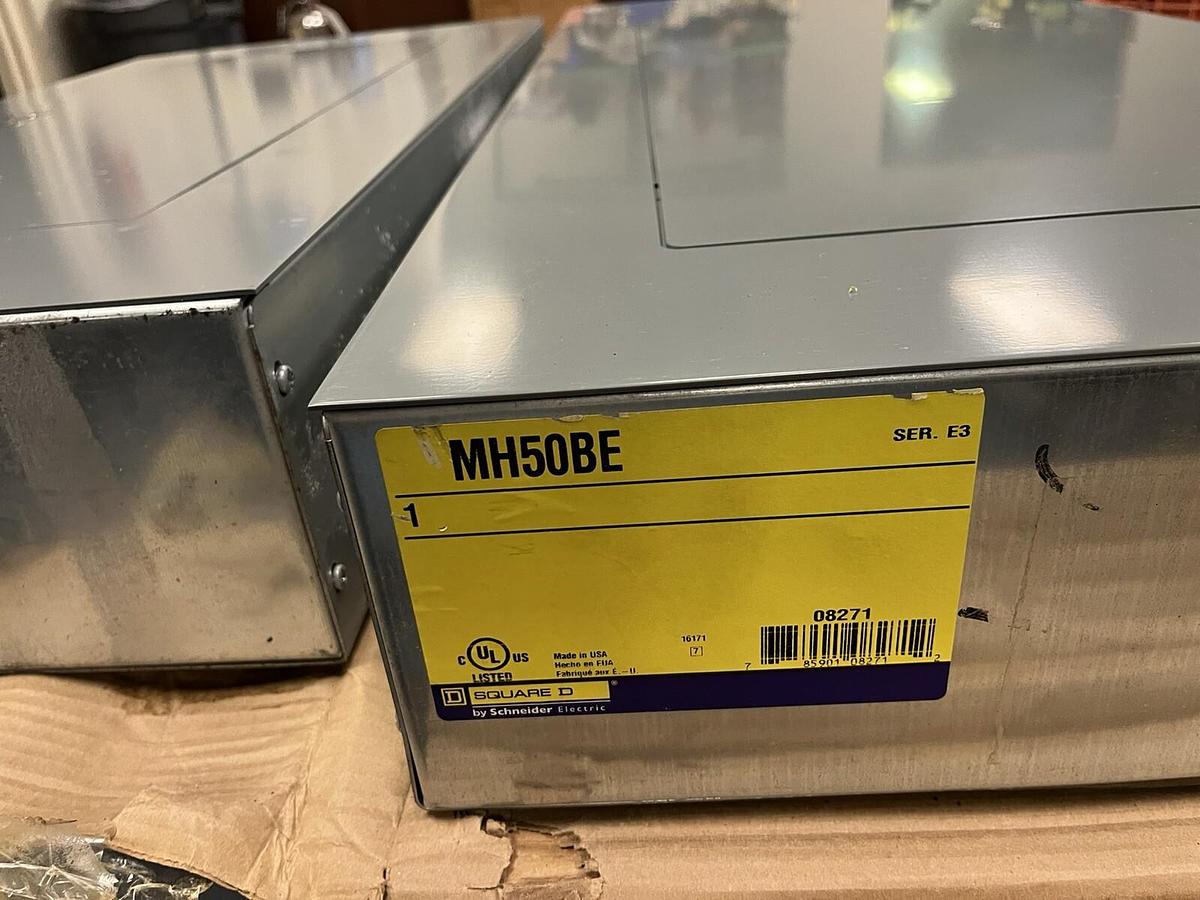 MH50BE
SER. E3
1
08271
16171
7
7 85901 08271 2
C UL US
LISTED
Made in USA
Hecho en EUA
Fabriqué aux É.-U.
D SQUARE D ®
by Schneider Electric